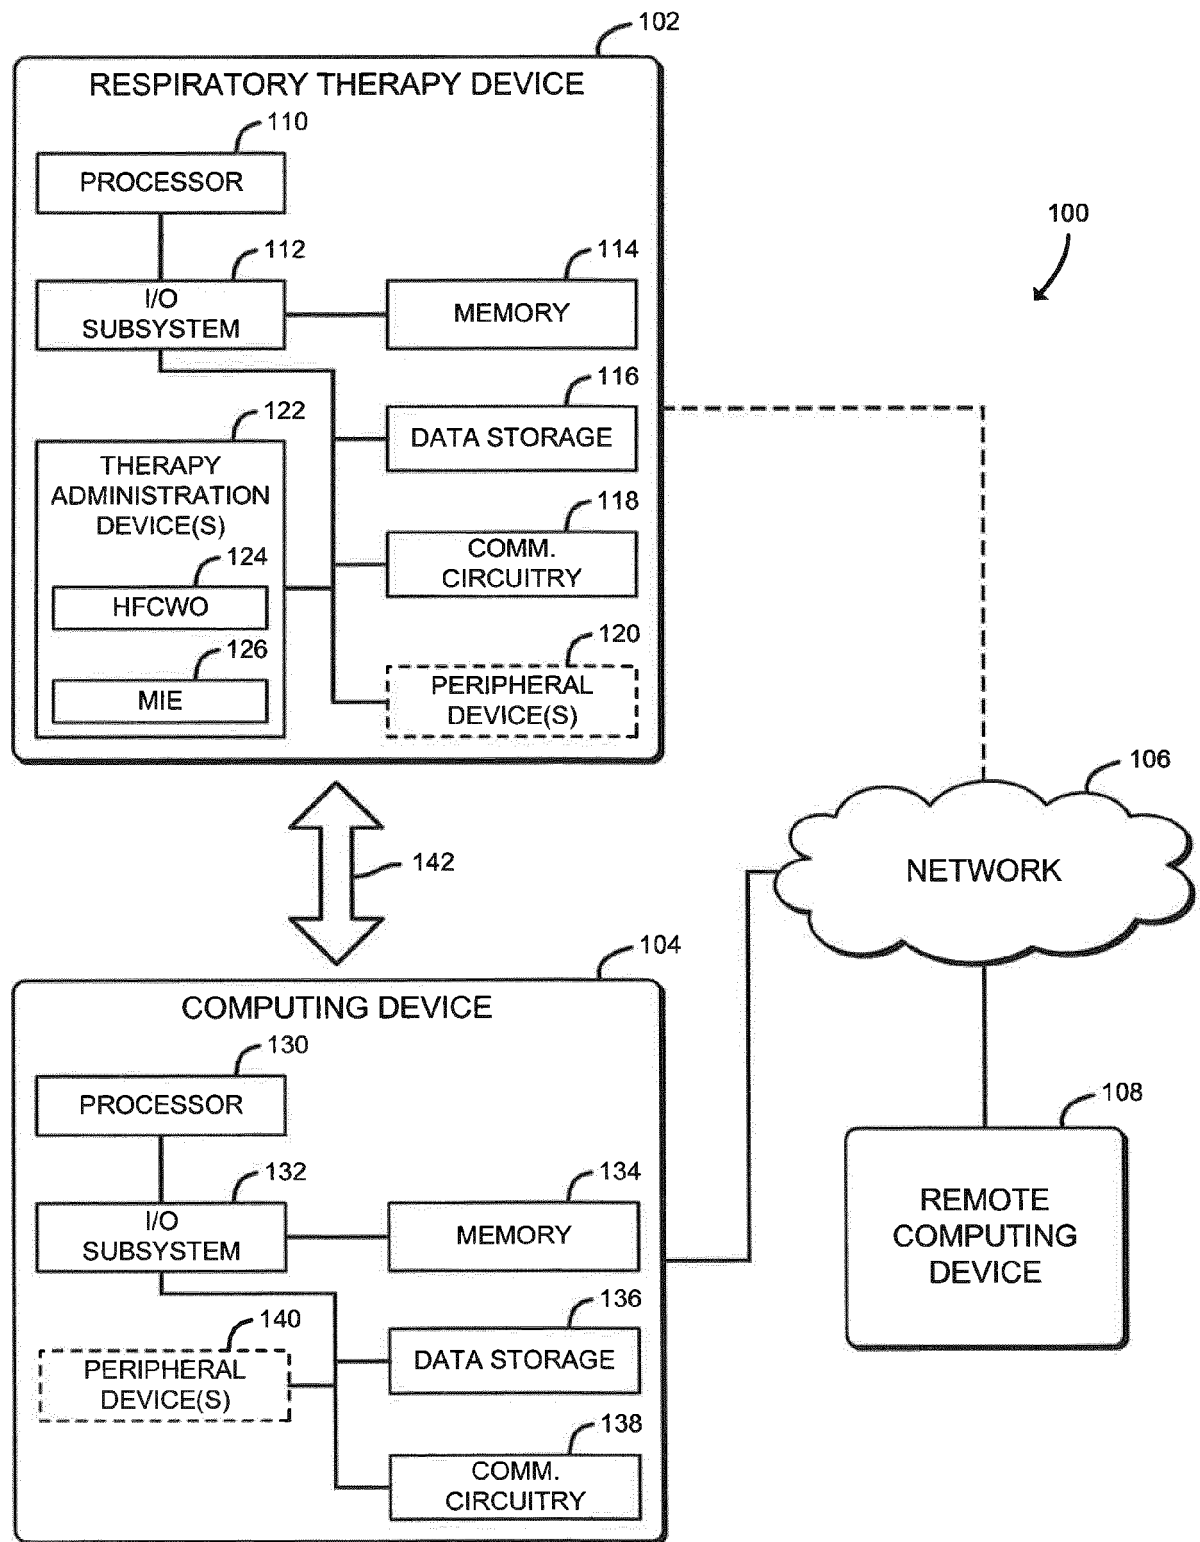 102
RESPIRATORY THERAPY DEVICE
110
PROCESSOR
100
112
I/O
SUBSYSTEM
114
MEMORY
116
DATA STORAGE
122
THERAPY
ADMINISTRATION
DEVICE(S)
118
COMM.
CIRCUITRY
124
HFCWO
120
PERIPHERAL
DEVICE(S)
126
MIE
106
NETWORK
142
104
COMPUTING DEVICE
130
PROCESSOR
108
REMOTE
COMPUTING
DEVICE
132
I/O
SUBSYSTEM
134
MEMORY
136
DATA STORAGE
140
PERIPHERAL
DEVICE(S)
138
COMM.
CIRCUITRY